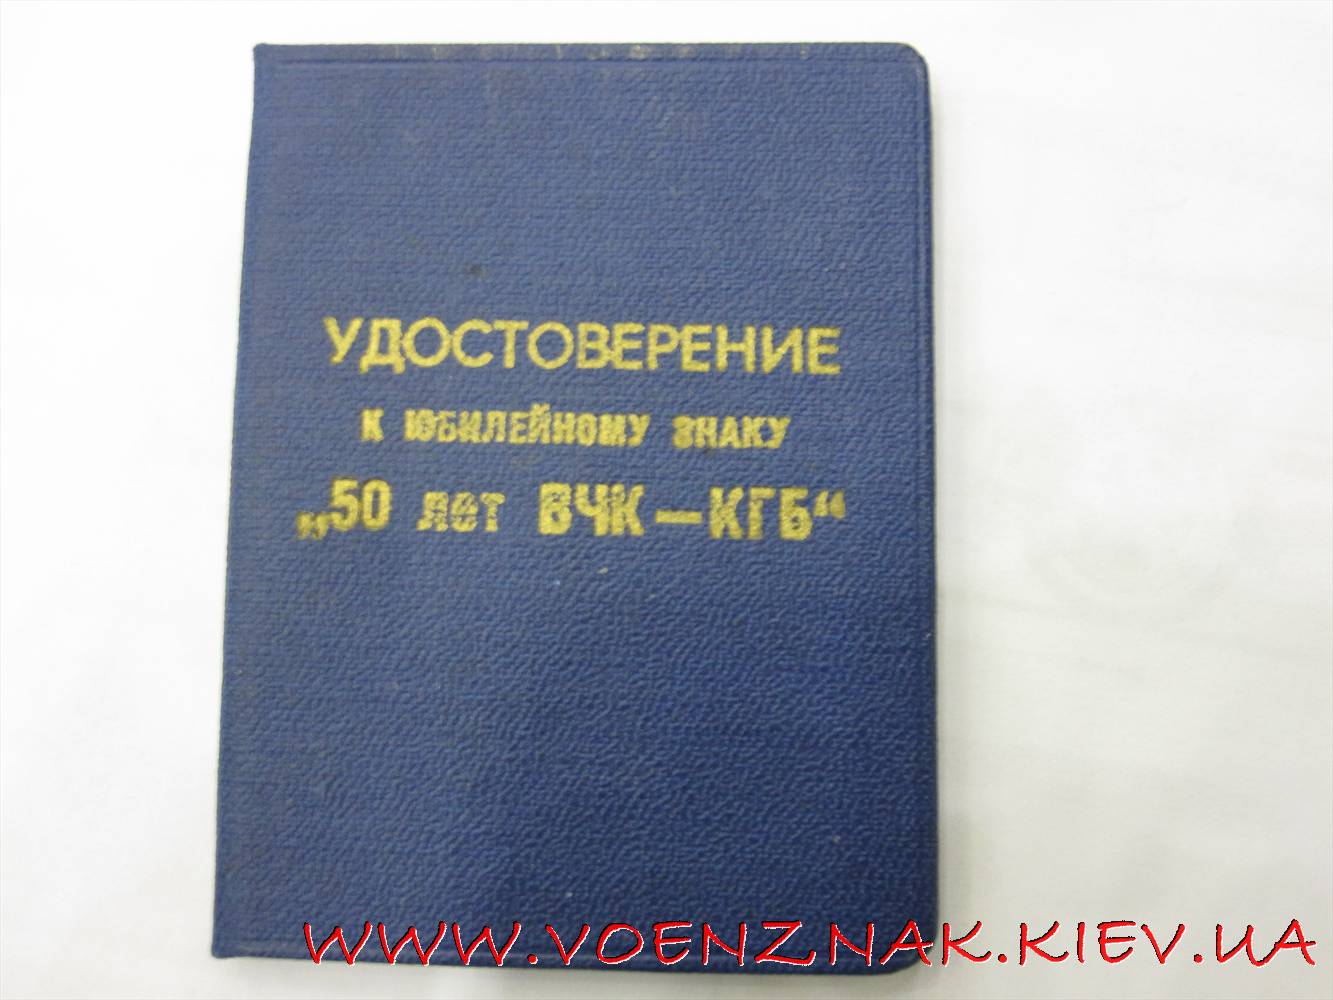 УДОСТОВЕРЕНИЕ
К ЮБИЛЕЙНОМУ ЗНАКУ
„50 лет ВЧК—КГБ“
WWW.VOENZNAK.KIEV.UA